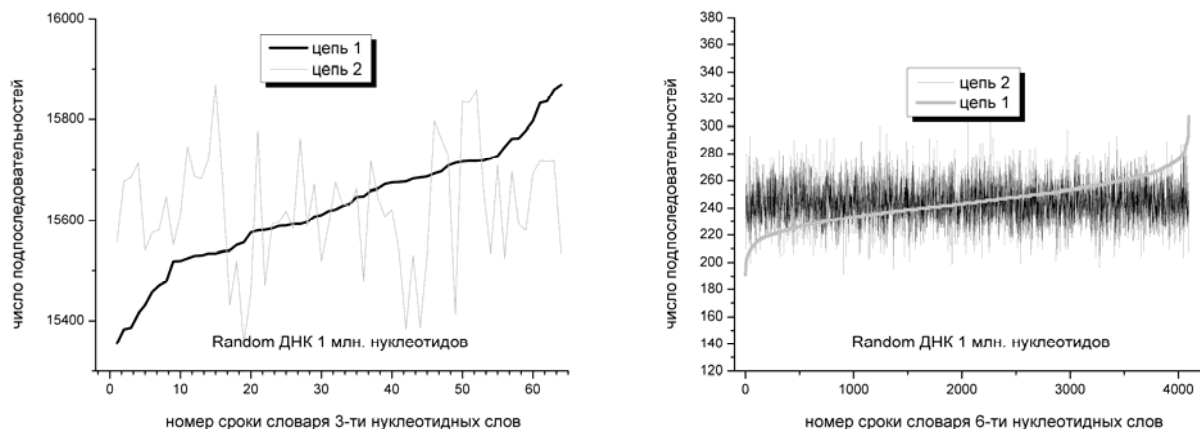 16000
15800
15600
15400
число подпоследовательностей
цепь 1
цепь 2
Random ДНК 1 млн. нуклеотидов
0 10 20 30 40 50 60
номер сроки словаря 3-ти нуклеотидных слов
380
360
340
320
300
280
260
240
220
200
180
160
140
120
число подпоследовательностей
цепь 2
цепь 1
Random ДНК 1 млн. нуклеотидов
0 1000 2000 3000 4000
номер сроки словаря 6-ти нуклеотидных слов